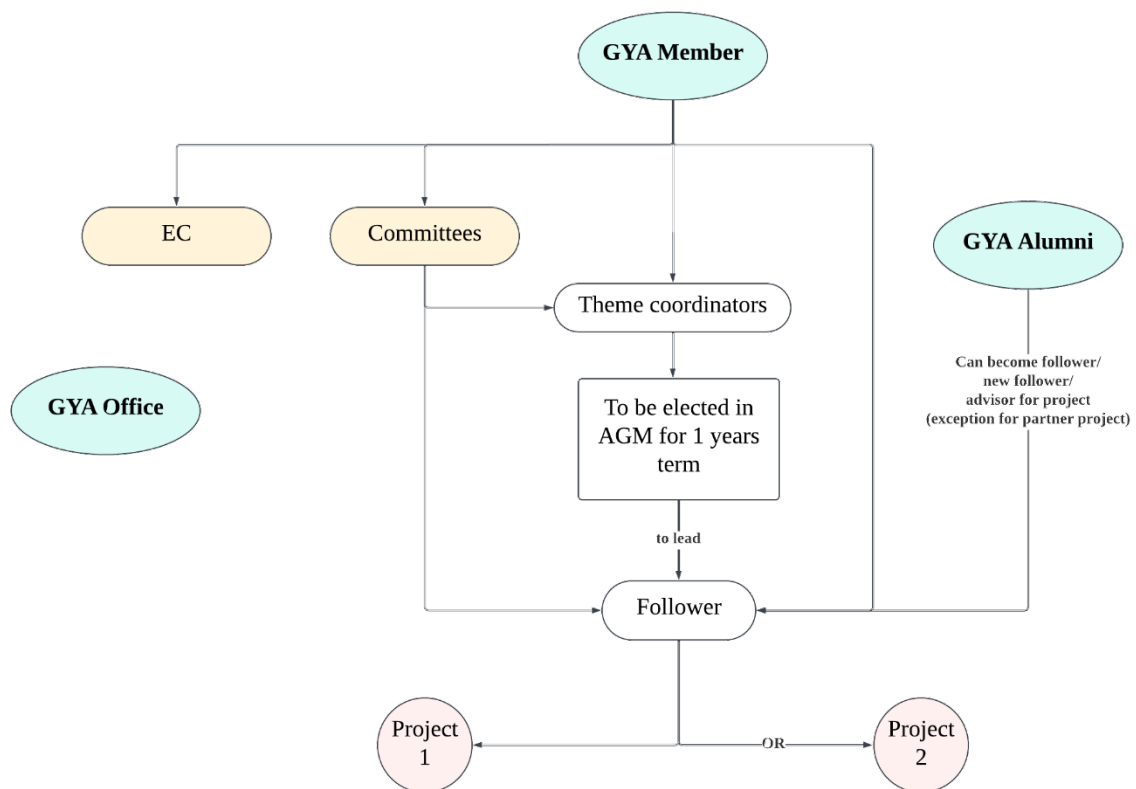 GYA Member
EC
Committees
GYA Alumni
Theme coordinators
Can become follower/
new follower/
advisor for project
(exception for partner project)
GYA Office
To be elected in
AGM for 1 years
term
to lead
Follower
Project
1
OR
Project
2